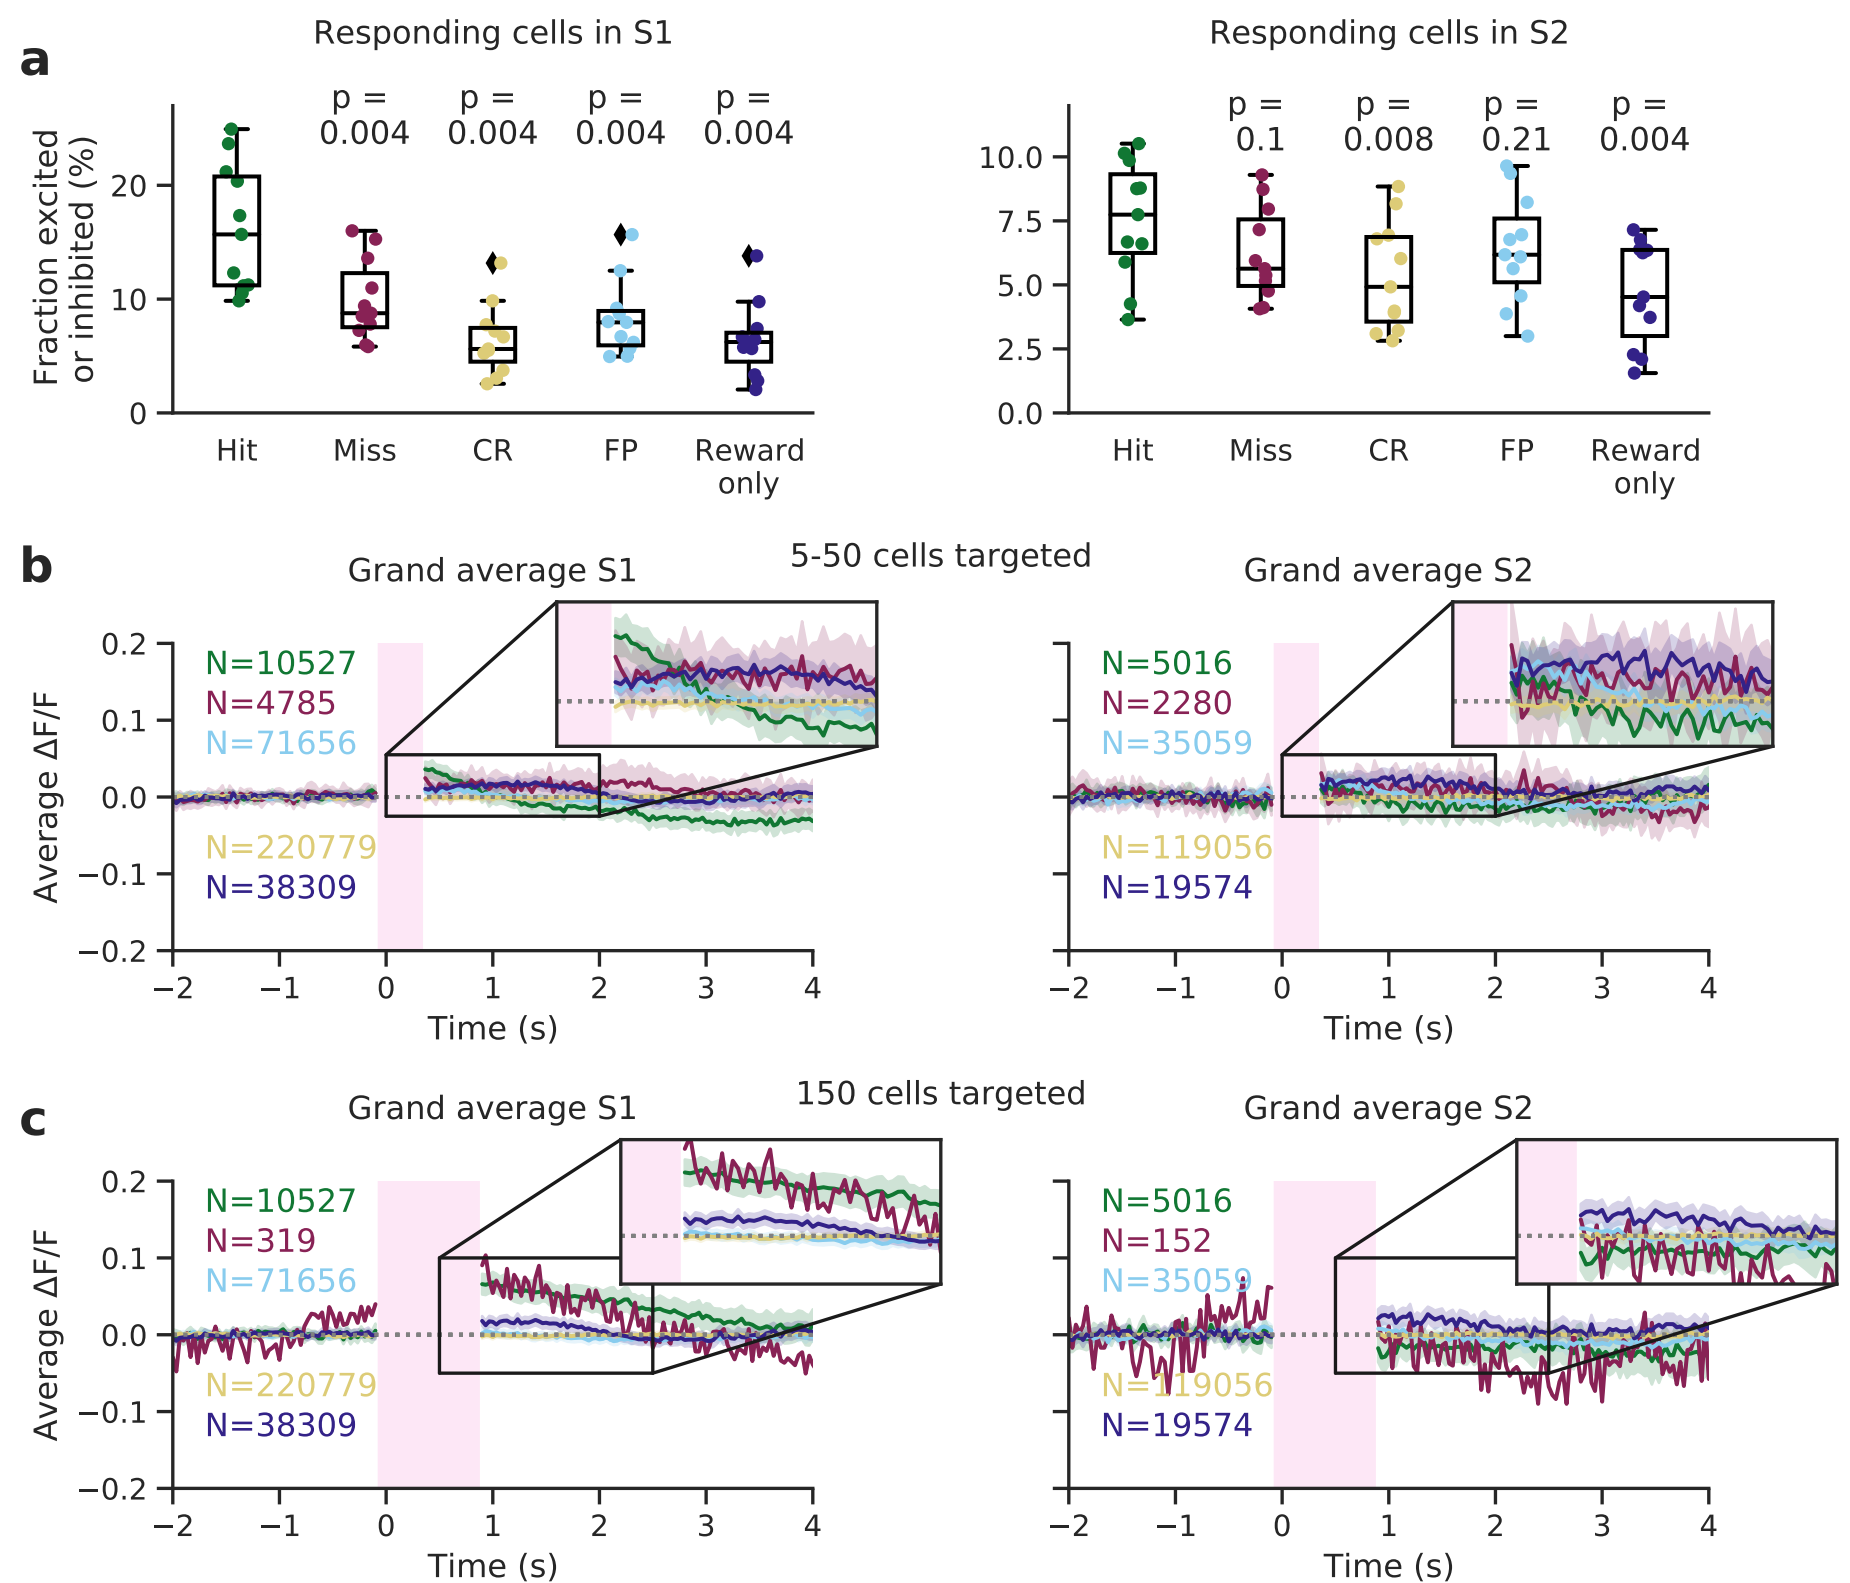 a
Responding cells in S1
Fraction excited
or inhibited (%)
20
10
0
p =
0.004
p =
0.004
p =
0.004
p =
0.004
Hit
Miss
CR
FP
Reward
only
Responding cells in S2
10.0
7.5
5.0
2.5
0.0
p =
0.1
p =
0.008
p =
0.21
p =
0.004
Hit
Miss
CR
FP
Reward
only
b
5-50 cells targeted
Grand average S1
Average ΔF/F
0.2
0.1
0.0
−0.1
−0.2
N=10527
N=4785
N=71656
N=220779
N=38309
−2
−1
0
1
2
3
4
Time (s)
Grand average S2
N=5016
N=2280
N=35059
N=119056
N=19574
−2
−1
0
1
2
3
4
Time (s)
c
150 cells targeted
Grand average S1
Average ΔF/F
0.2
0.1
0.0
−0.1
−0.2
N=10527
N=319
N=71656
N=220779
N=38309
−2
−1
0
1
2
3
4
Time (s)
Grand average S2
N=5016
N=152
N=35059
N=119056
N=19574
−2
−1
0
1
2
3
4
Time (s)